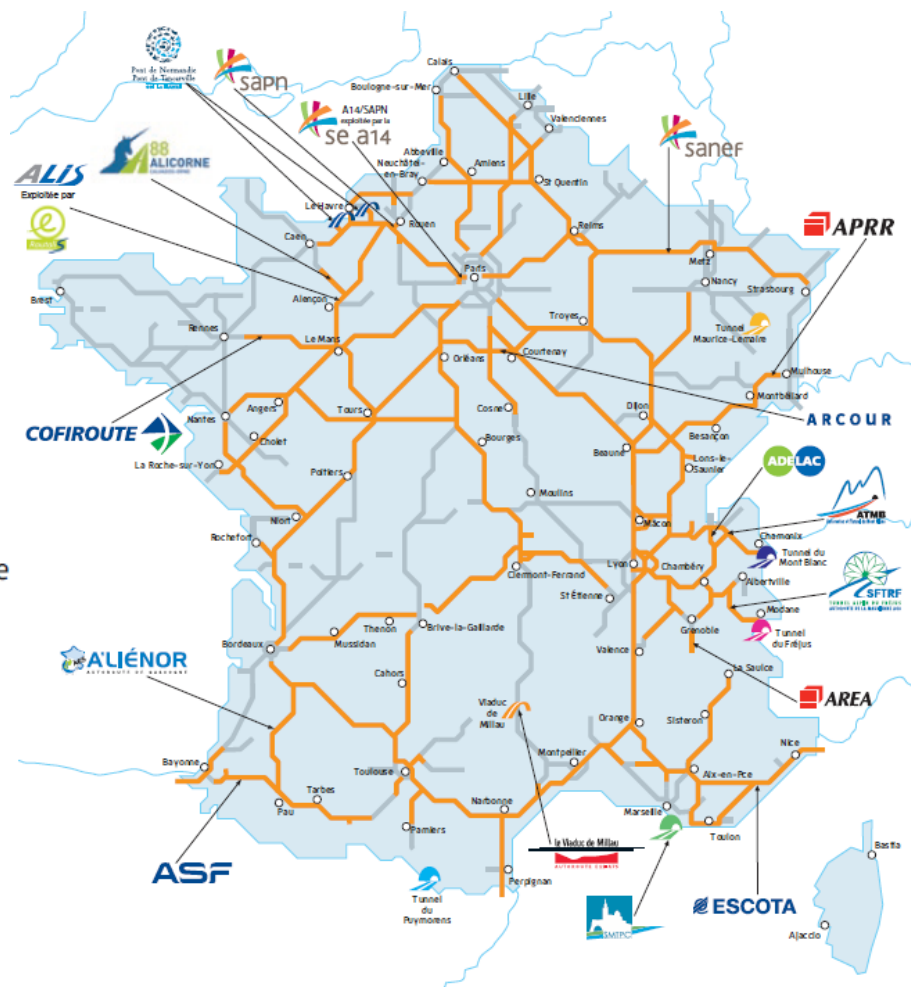 Calais
Boulogne-sur-Mer
Lille
Pont de Normandie
Pont de Tancarville
sapn
A14/SAPN
exploitée par la
se a14
Valenciennes
sanef
Abbeville
Neuchâtel-
en-Bray
Amiens
St Quentin
88
ALICORNE
ALiS
Exploitée par
e
RouteS
Le Havre
Rouen
Reims
APRR
Caen
Metz
Paris
Nancy
Strasbourg
Brest
Alençon
Troyes
Tunnel
Maurice-Lemaire
Rennes
Le Mans
Orléans
Courtenay
Mulhouse
Montbéliard
Angers
Tours
Cosne
Dijon
ARCOUR
Nantes
COFIROUTE
Cholet
Bourges
Besançon
La Roche-sur-Yon
Beaune
Lons-le-
Saunier
ADELAC
Poitiers
Moulins
ATMB
Niort
Mâcon
Rochefort
Chamonix
e
Lyon
Chambéry
Tunnel du
Mont Blanc
Clermont-Ferrand
Albertville
SFTRF
St Étienne
Modane
Thenon
Brive-la-Gaillarde
Grenoble
Tunnel
du Fréjus
Bordeaux
Mussidan
Valence
A'LIÉNOR
Cahors
La Saulce
AREA
Viaduc
de
Millau
Orange
Sisteron
Nice
Bayonne
Montpellier
Toulouse
Aix-en-Pce
Tarbes
Narbonne
Marseille
Pau
Pamiers
Toulon
le Viaduc de Millau
Bastia
ASF
Perpignan
Tunnel
du
Puymorens
SMTPC
ESCOTA
Ajaccio